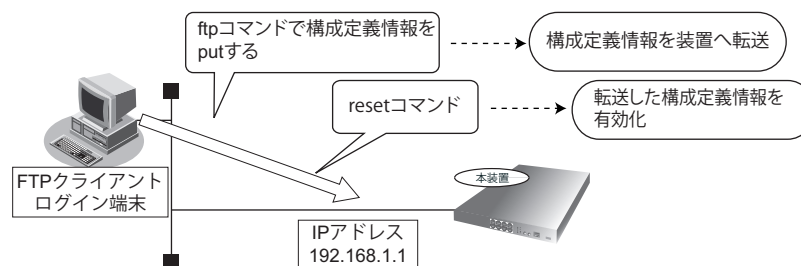 ftpコマンドで構成定義情報を
putする
構成定義情報を装置へ転送
resetコマンド
転送した構成定義情報を
有効化
FTPクライアント
ログイン端末
本装置
IPアドレス
192.168.1.1